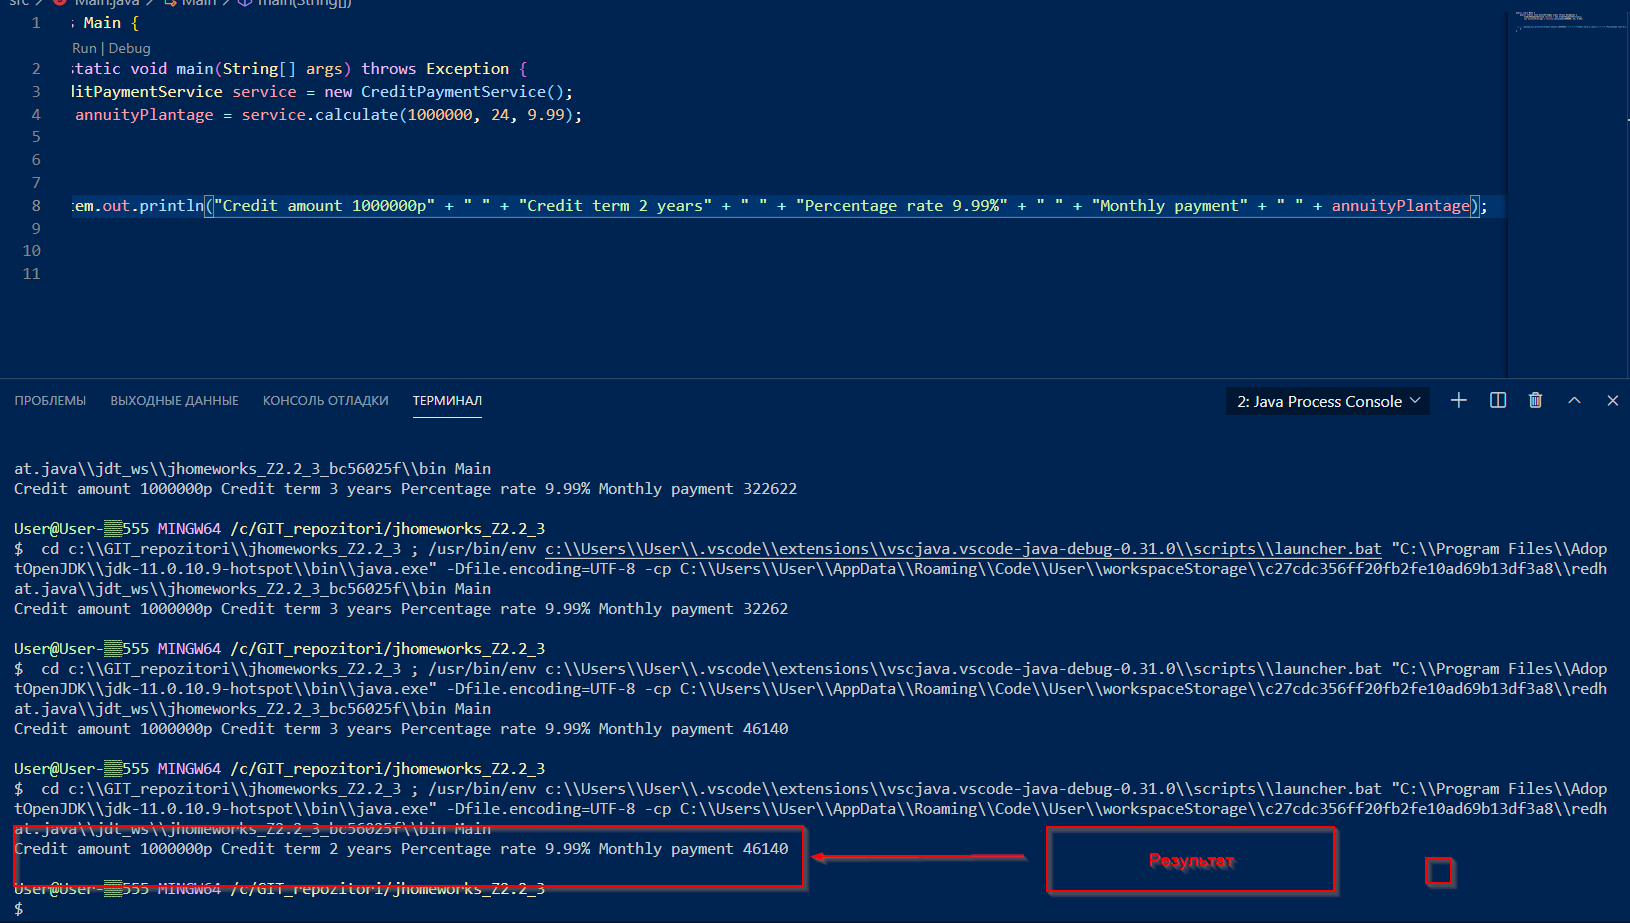 src > Main.java > Main > main(String[])
1 s Main {
Run | Debug
2 static void main(String[] args) throws Exception {
3 ditPaymentService service = new CreditPaymentService();
4 annuityPlantage = service.calculate(1000000, 24, 9.99);
5
6
7
8 tem.out.println("Credit amount 1000000p" + " " + "Credit term 2 years" + " " + "Percentage rate 9.99%" + " " + "Monthly payment" + " " + annuityPlantage);
9
10
11
ПРОБЛЕМЫ ВЫХОДНЫЕ ДАННЫЕ КОНСОЛЬ ОТЛАДКИ ТЕРМИНАЛ 2: Java Process Console
at.java\\jdt_ws\\jhomeworks_Z2.2_3_bc56025f\\bin Main
Credit amount 1000000p Credit term 3 years Percentage rate 9.99% Monthly payment 322622
User@User-▒▒555 MINGW64 /c/GIT_repozitori/jhomeworks_Z2.2_3
$  cd c:\\GIT_repozitori\\jhomeworks_Z2.2_3 ; /usr/bin/env c:\\Users\\User\\.vscode\\extensions\\vscjava.vscode-java-debug-0.31.0\\scripts\\launcher.bat "C:\\Program Files\\Adop
tOpenJDK\\jdk-11.0.10.9-hotspot\\bin\\java.exe" -Dfile.encoding=UTF-8 -cp C:\\Users\\User\\AppData\\Roaming\\Code\\User\\workspaceStorage\\c27cdc356ff20fb2fe10ad69b13df3a8\\redh
at.java\\jdt_ws\\jhomeworks_Z2.2_3_bc56025f\\bin Main
Credit amount 1000000p Credit term 3 years Percentage rate 9.99% Monthly payment 32262
User@User-▒▒555 MINGW64 /c/GIT_repozitori/jhomeworks_Z2.2_3
$  cd c:\\GIT_repozitori\\jhomeworks_Z2.2_3 ; /usr/bin/env c:\\Users\\User\\.vscode\\extensions\\vscjava.vscode-java-debug-0.31.0\\scripts\\launcher.bat "C:\\Program Files\\Adop
tOpenJDK\\jdk-11.0.10.9-hotspot\\bin\\java.exe" -Dfile.encoding=UTF-8 -cp C:\\Users\\User\\AppData\\Roaming\\Code\\User\\workspaceStorage\\c27cdc356ff20fb2fe10ad69b13df3a8\\redh
at.java\\jdt_ws\\jhomeworks_Z2.2_3_bc56025f\\bin Main
Credit amount 1000000p Credit term 3 years Percentage rate 9.99% Monthly payment 46140
User@User-▒▒555 MINGW64 /c/GIT_repozitori/jhomeworks_Z2.2_3
$  cd c:\\GIT_repozitori\\jhomeworks_Z2.2_3 ; /usr/bin/env c:\\Users\\User\\.vscode\\extensions\\vscjava.vscode-java-debug-0.31.0\\scripts\\launcher.bat "C:\\Program Files\\Adop
tOpenJDK\\jdk-11.0.10.9-hotspot\\bin\\java.exe" -Dfile.encoding=UTF-8 -cp C:\\Users\\User\\AppData\\Roaming\\Code\\User\\workspaceStorage\\c27cdc356ff20fb2fe10ad69b13df3a8\\redh
at.java\\jdt_ws\\jhomeworks_Z2.2_3_bc56025f\\bin Main
Credit amount 1000000p Credit term 2 years Percentage rate 9.99% Monthly payment 46140
Результат
User@User-▒▒555 MINGW64 /c/GIT_repozitori/jhomeworks_Z2.2_3
$